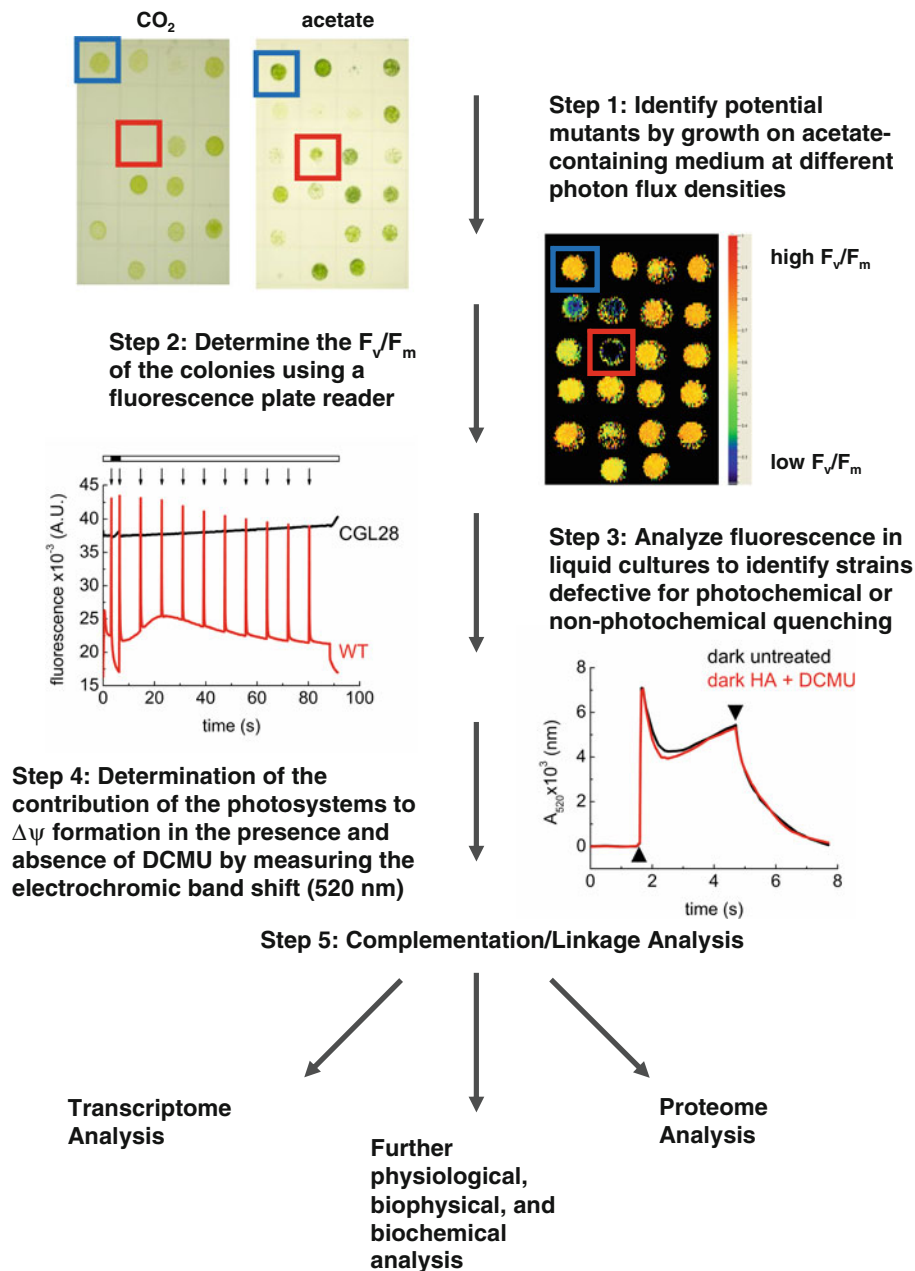 CO2
acetate
Step 1: Identify potential
mutants by growth on acetate-
containing medium at different
photon flux densities
high Fv/Fm
low Fv/Fm
Step 2: Determine the Fv/Fm
of the colonies using a
fluorescence plate reader
45
40
35
30
25
20
15
fluorescence x10-3 (A.U.)
CGL28
WT
0
20
40
60
80
100
time (s)
Step 3: Analyze fluorescence in
liquid cultures to identify strains
defective for photochemical or
non-photochemical quenching
dark untreated
dark HA + DCMU
8
6
4
2
0
A520x103 (nm)
0
2
4
6
8
time (s)
Step 4: Determination of the
contribution of the photosystems to
Δψ formation in the presence and
absence of DCMU by measuring the
electrochromic band shift (520 nm)
Step 5: Complementation/Linkage Analysis
Transcriptome
Analysis
Further
physiological,
biophysical, and
biochemical
analysis
Proteome
Analysis